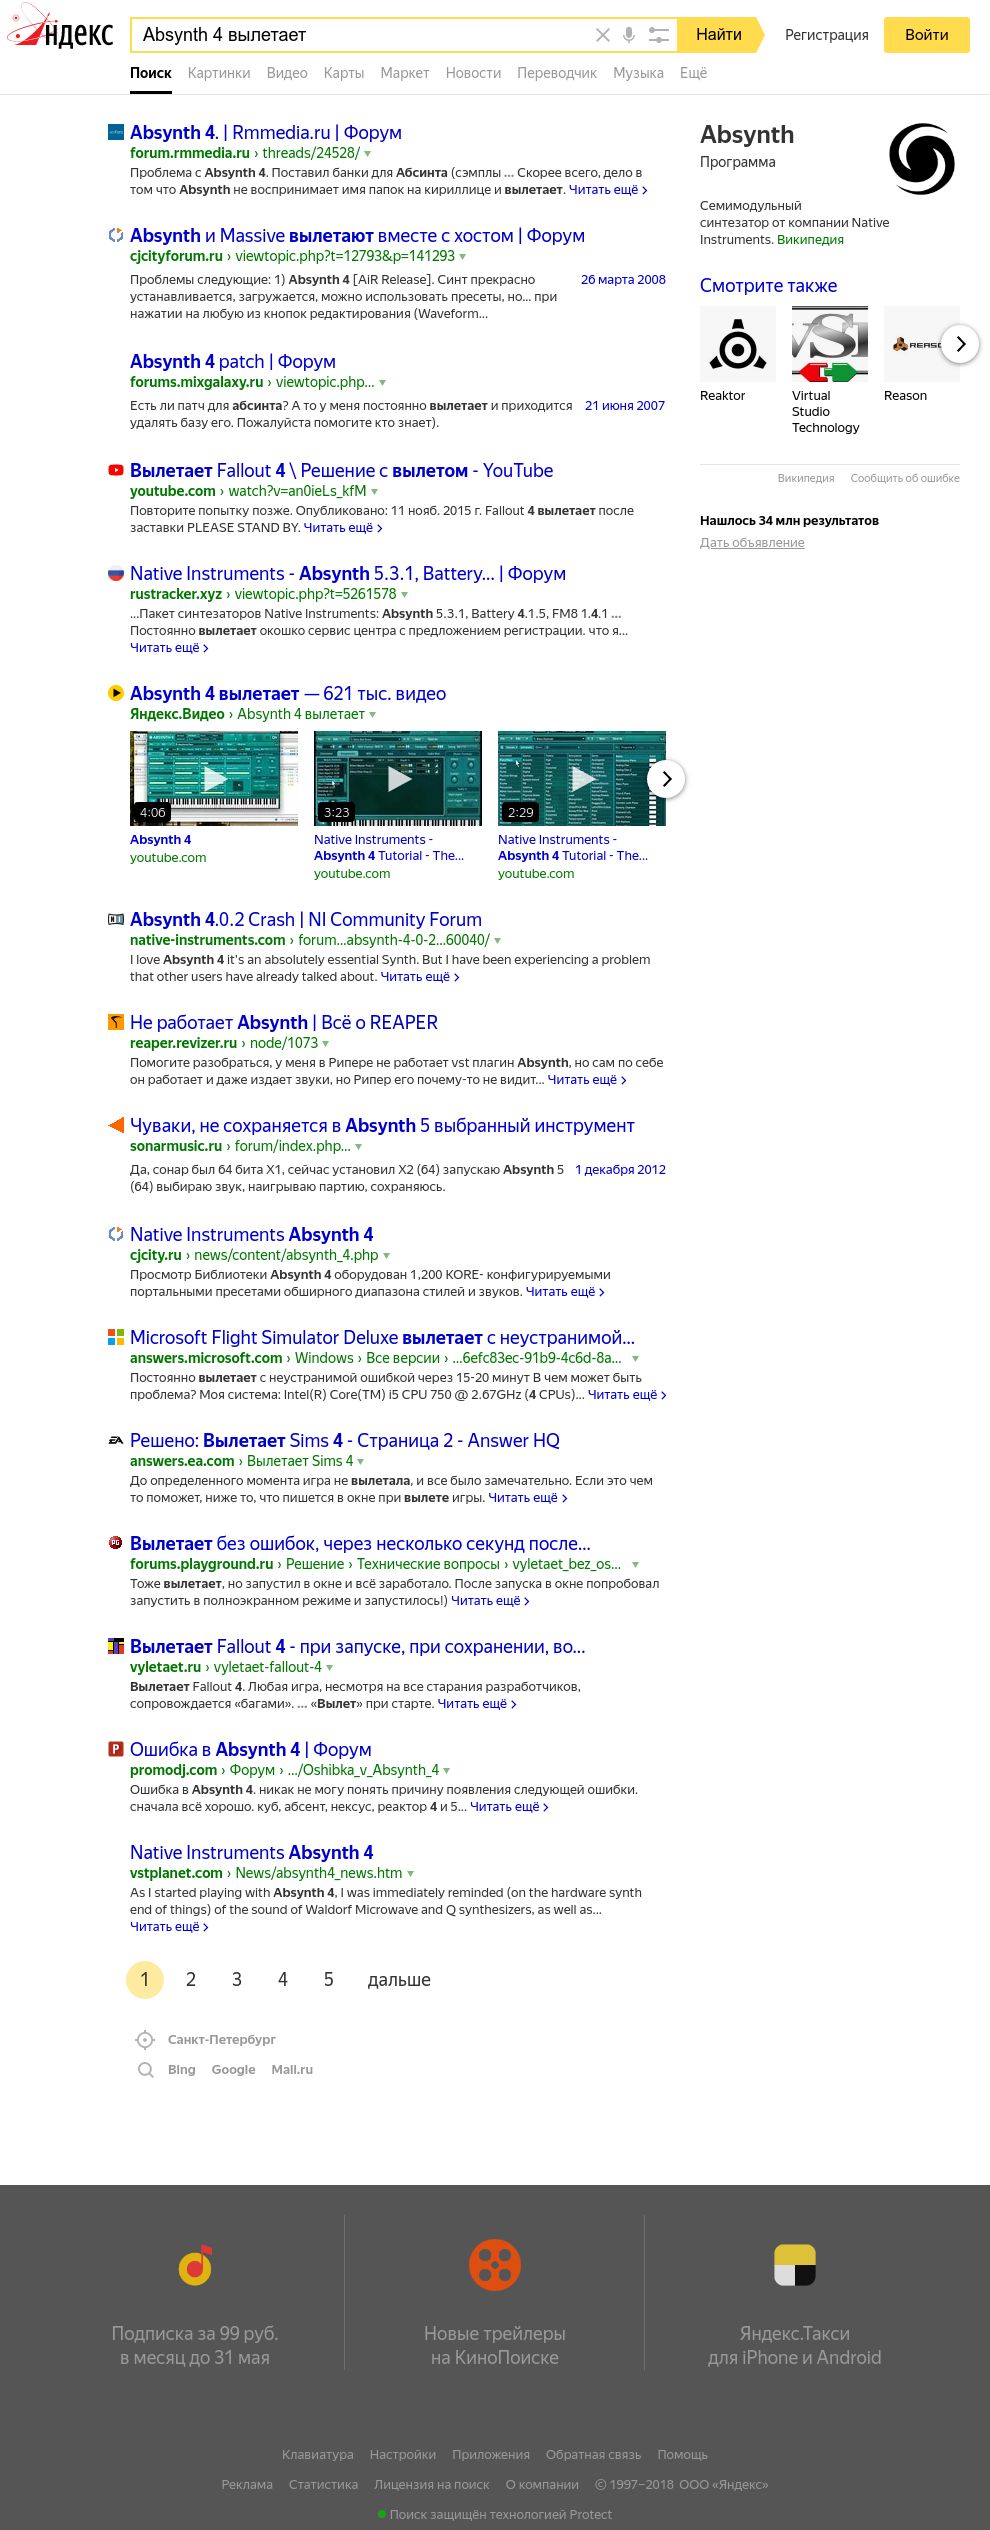 Яндекс
Absynth 4 вылетает
Найти
Регистрация
Войти
Поиск Картинки Видео Карты Маркет Новости Переводчик Музыка Ещё
Absynth 4. | Rmmedia.ru | Форум
forum.rmmedia.ru › threads/24528/
Проблема с Absynth 4. Поставил банки для Абсинта (сэмплы ... Скорее всего, дело в
том что Absynth не воспринимает имя папок на кириллице и вылетает. Читать ещё
Absynth и Massive вылетают вместе с хостом | Форум
cjcityforum.ru › viewtopic.php?t=12793&p=141293
Проблемы следующие: 1) Absynth 4 [AiR Release]. Синт прекрасно
26 марта 2008
устанавливается, загружается, можно использовать пресеты, но... при
нажатии на любую из кнопок редактирования (Waveform...
Absynth 4 patch | Форум
forums.mixgalaxy.ru › viewtopic.php...
Есть ли патч для абсинта? А то у меня постоянно вылетает и приходится
21 июня 2007
удалять базу его. Пожалуйста помогите кто знает).
Вылетает Fallout 4 \ Решение с вылетом - YouTube
youtube.com › watch?v=an0ieLs_kfM
Повторите попытку позже. Опубликовано: 11 нояб. 2015 г. Fallout 4 вылетает после
заставки PLEASE STAND BY. Читать ещё
Native Instruments - Absynth 5.3.1, Battery... | Форум
rustracker.xyz › viewtopic.php?t=5261578
...Пакет синтезаторов Native Instruments: Absynth 5.3.1, Battery 4.1.5, FM8 1.4.1 ...
Постоянно вылетает окошко сервис центра с предложением регистрации. что я...
Читать ещё
Absynth 4 вылетает — 621 тыс. видео
Яндекс.Видео › Absynth 4 вылетает
4:06
3:23
2:29
Absynth 4
youtube.com
Native Instruments -
Absynth 4 Tutorial - The...
youtube.com
Native Instruments -
Absynth 4 Tutorial - The...
youtube.com
Absynth 4.0.2 Crash | NI Community Forum
native-instruments.com › forum...absynth-4-0-2...60040/
I love Absynth 4 it's an absolutely essential Synth. But I have been experiencing a problem
that other users have already talked about. Читать ещё
Не работает Absynth | Всё о REAPER
reaper.revizer.ru › node/1073
Помогите разобраться, у меня в Рипере не работает vst плагин Absynth, но сам по себе
он работает и даже издает звуки, но Рипер его почему-то не видит... Читать ещё
Чуваки, не сохраняется в Absynth 5 выбранный инструмент
sonarmusic.ru › forum/index.php...
Да, сонар был 64 бита X1, сейчас установил X2 (64) запускаю Absynth 5
1 декабря 2012
(64) выбираю звук, наигрываю партию, сохраняюсь.
Native Instruments Absynth 4
cjcity.ru › news/content/absynth_4.php
Просмотр Библиотеки Absynth 4 оборудован 1,200 KORE- конфигурируемыми
портальными пресетами обширного диапазона стилей и звуков. Читать ещё
Microsoft Flight Simulator Deluxe вылетает с неустранимой...
answers.microsoft.com › Windows › Все версии › ...6efc83ec-91b9-4c6d-8a...
Постоянно вылетает с неустранимой ошибкой через 15-20 минут В чем может быть
проблема? Моя система: Intel(R) Core(TM) i5 CPU 750 @ 2.67GHz (4 CPUs)... Читать ещё
Решено: Вылетает Sims 4 - Страница 2 - Answer HQ
answers.ea.com › Вылетает Sims 4
До определенного момента игра не вылетала, и все было замечательно. Если это чем
то поможет, ниже то, что пишется в окне при вылете игры. Читать ещё
Вылетает без ошибок, через несколько секунд после...
forums.playground.ru › Решение › Технические вопросы › vyletaet_bez_os...
Тоже вылетает, но запустил в окне и всё заработало. После запуска в окне попробовал
запустить в полноэкранном режиме и запустилось!) Читать ещё
Вылетает Fallout 4 - при запуске, при сохранении, во...
vyletaet.ru › vyletaet-fallout-4
Вылетает Fallout 4. Любая игра, несмотря на все старания разработчиков,
сопровождается «багами». ... «Вылет» при старте. Читать ещё
Ошибка в Absynth 4 | Форум
promodj.com › Форум › .../Oshibka_v_Absynth_4
Ошибка в Absynth 4. никак не могу понять причину появления следующей ошибки.
сначала всё хорошо. куб, абсент, нексус, реактор 4 и 5... Читать ещё
Native Instruments Absynth 4
vstplanet.com › News/absynth4_news.htm
As I started playing with Absynth 4, I was immediately reminded (on the hardware synth
end of things) of the sound of Waldorf Microwave and Q synthesizers, as well as...
Читать ещё
1 2 3 4 5 дальше
Санкт-Петербург
Bing Google Mail.ru
Absynth
Программа
Семимодульный
синтезатор от компании Native
Instruments. Википедия
Смотрите также
VST
REASON
Reaktor
Virtual
Studio
Technology
Reason
Википедия Сообщить об ошибке
Нашлось 34 млн результатов
Дать объявление
Подписка за 99 руб.
в месяц до 31 мая
Новые трейлеры
на КиноПоиске
Яндекс.Такси
для iPhone и Android
Клавиатура Настройки Приложения Обратная связь Помощь
Реклама Статистика Лицензия на поиск О компании © 1997–2018 ООО «Яндекс»
Поиск защищён технологией Protect